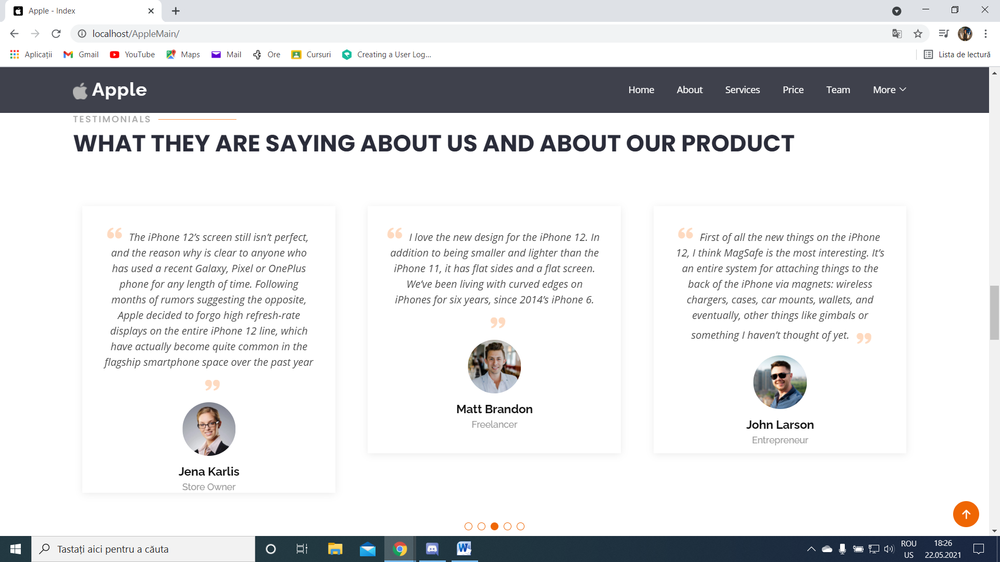 Apple - Index
localhost/AppleMain/
Aplicații Gmail YouTube Maps Mail Ore Cursuri Creating a User Log... Lista de lectură
Apple Home About Services Price Team More
TESTIMONIALS
WHAT THEY ARE SAYING ABOUT US AND ABOUT OUR PRODUCT
The iPhone 12’s screen still isn’t perfect,
and the reason why is clear to anyone who
has used a recent Galaxy, Pixel or OnePlus
phone for any length of time. Following
months of rumors suggesting the opposite,
Apple decided to forgo high refresh-rate
displays on the entire iPhone 12 line, which
have actually become quite common in the
flagship smartphone space over the past year
Jena Karlis
Store Owner
I love the new design for the iPhone 12. In
addition to being smaller and lighter than the
iPhone 11, it has flat sides and a flat screen.
We’ve been living with curved edges on
iPhones for six years, since 2014’s iPhone 6.
Matt Brandon
Freelancer
First of all the new things on the iPhone
12, I think MagSafe is the most interesting. It’s
an entire system for attaching things to the
back of the iPhone via magnets: wireless
chargers, cases, car mounts, wallets, and
eventually, other things like gimbals or
something I haven’t thought of yet.
John Larson
Entrepreneur
Tastați aici pentru a căuta
ROU
US
18:26
22.05.2021